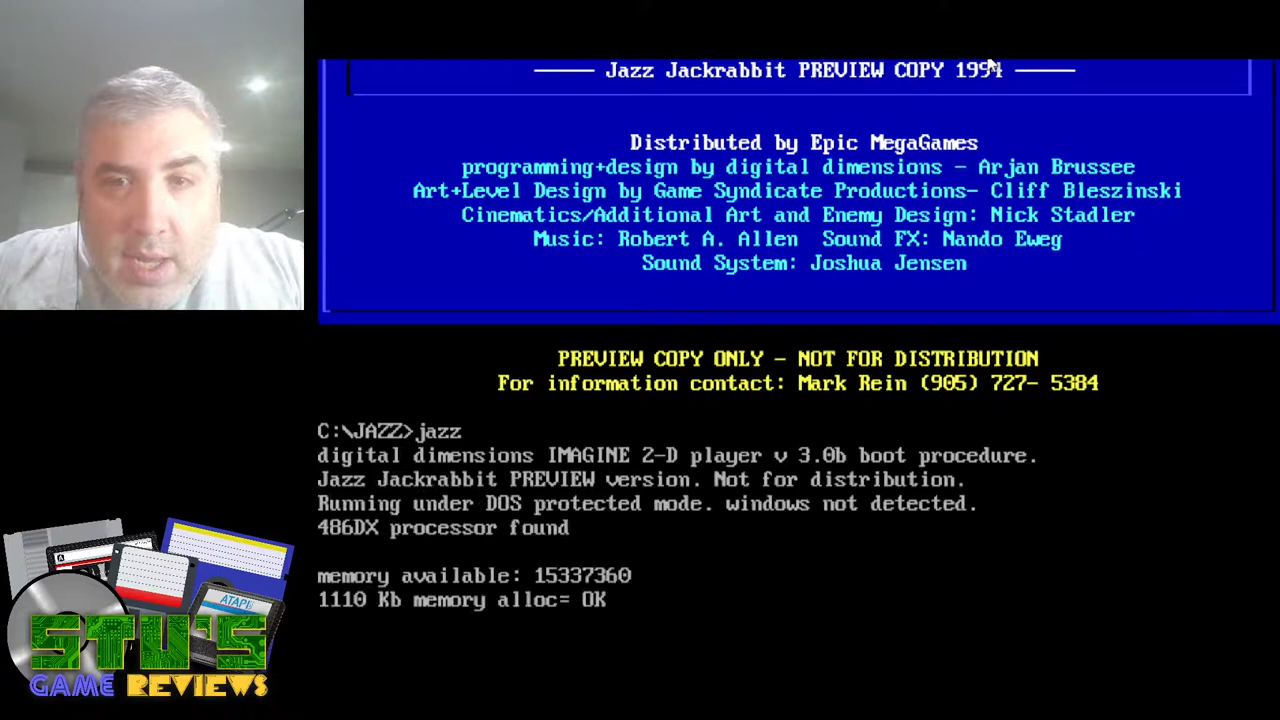 Jazz Jackrabbit PREVIEW COPY 1994
Distributed by Epic MegaGames
programming+design by digital dimensions - Arjan Brussee
Art+Level Design by Game Syndicate Productions- Cliff Bleszinski
Cinematics/Additional Art and Enemy Design: Nick Stadler
Music: Robert A. Allen  Sound FX: Nando Eweg
Sound System: Joshua Jensen
PREVIEW COPY ONLY - NOT FOR DISTRIBUTION
For information contact: Mark Rein (905) 727- 5384
C:\JAZZ>jazz
digital dimensions IMAGINE 2-D player v 3.0b boot procedure.
Jazz Jackrabbit PREVIEW version. Not for distribution.
Running under DOS protected mode. windows not detected.
486DX processor found
memory available: 15337360
1110 Kb memory alloc= OK
A
ATAPI
STU'S
GAME REVIEWS